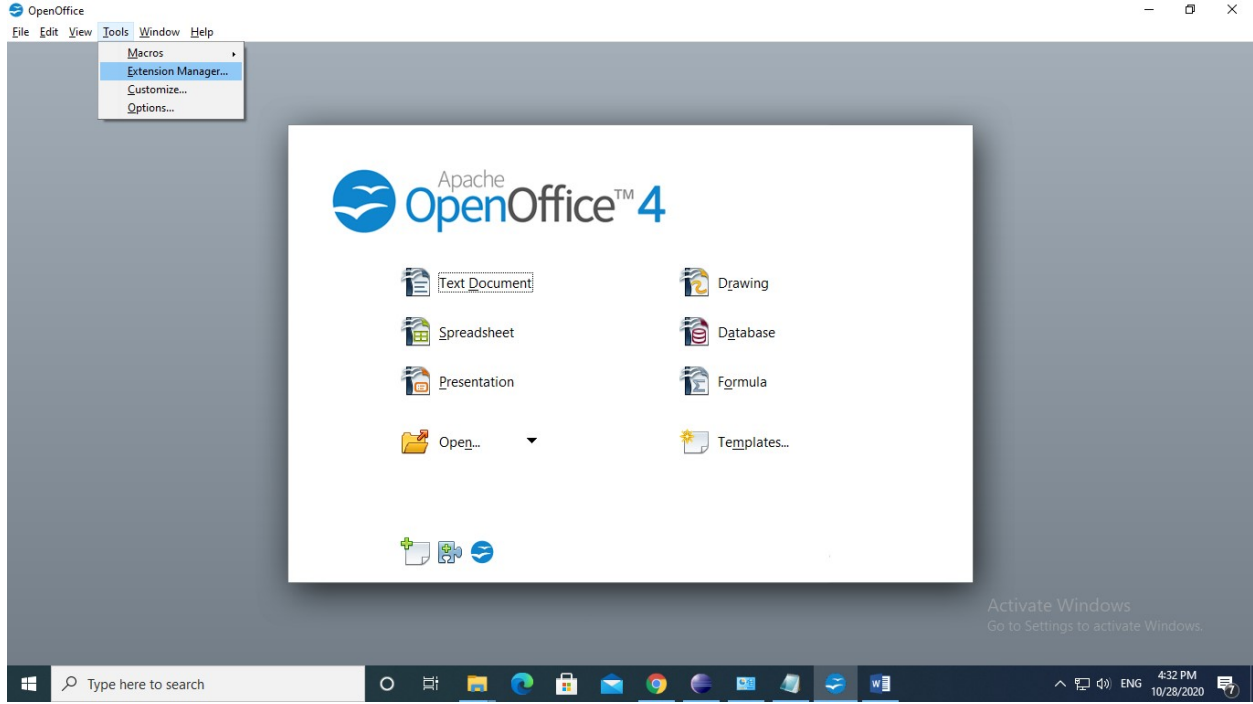 OpenOffice
File Edit View Tools Window Help
Macros
Extension Manager...
Customize...
Options...
Apache
OpenOffice™ 4
Text Document
Drawing
Spreadsheet
Database
Presentation
Formula
Open...
Templates...
Activate Windows
Go to Settings to activate Windows.
Type here to search
ENG
4:32 PM
10/28/2020
7
W